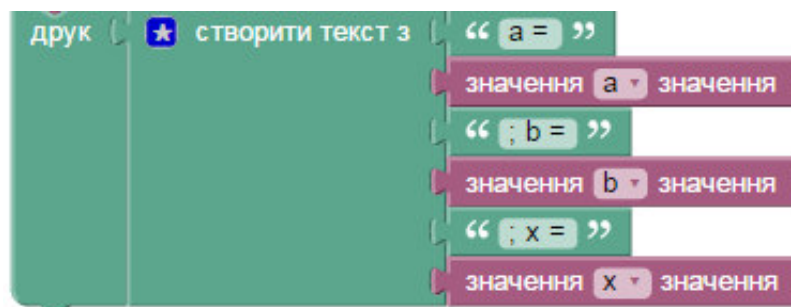 друк створити текст з “ a = ”
значення a значення
“ ; b = ”
значення b значення
“ ; x = ”
значення x значення